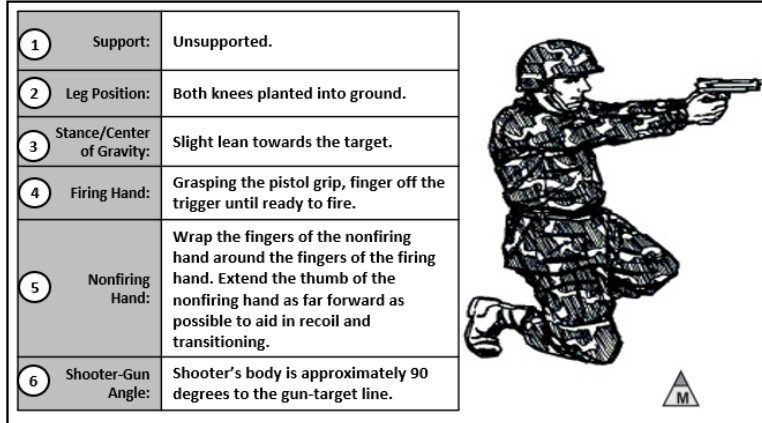 1 Support: Unsupported.
2 Leg Position: Both knees planted into ground.
3 Stance/Center
of Gravity: Slight lean towards the target.
4 Firing Hand: Grasping the pistol grip, finger off the
trigger until ready to fire.
5 Nonfiring
Hand: Wrap the fingers of the nonfiring
hand around the fingers of the firing
hand. Extend the thumb of the
nonfiring hand as far forward as
possible to aid in recoil and
transitioning.
6 Shooter-Gun
Angle: Shooter’s body is approximately 90
degrees to the gun-target line.
M